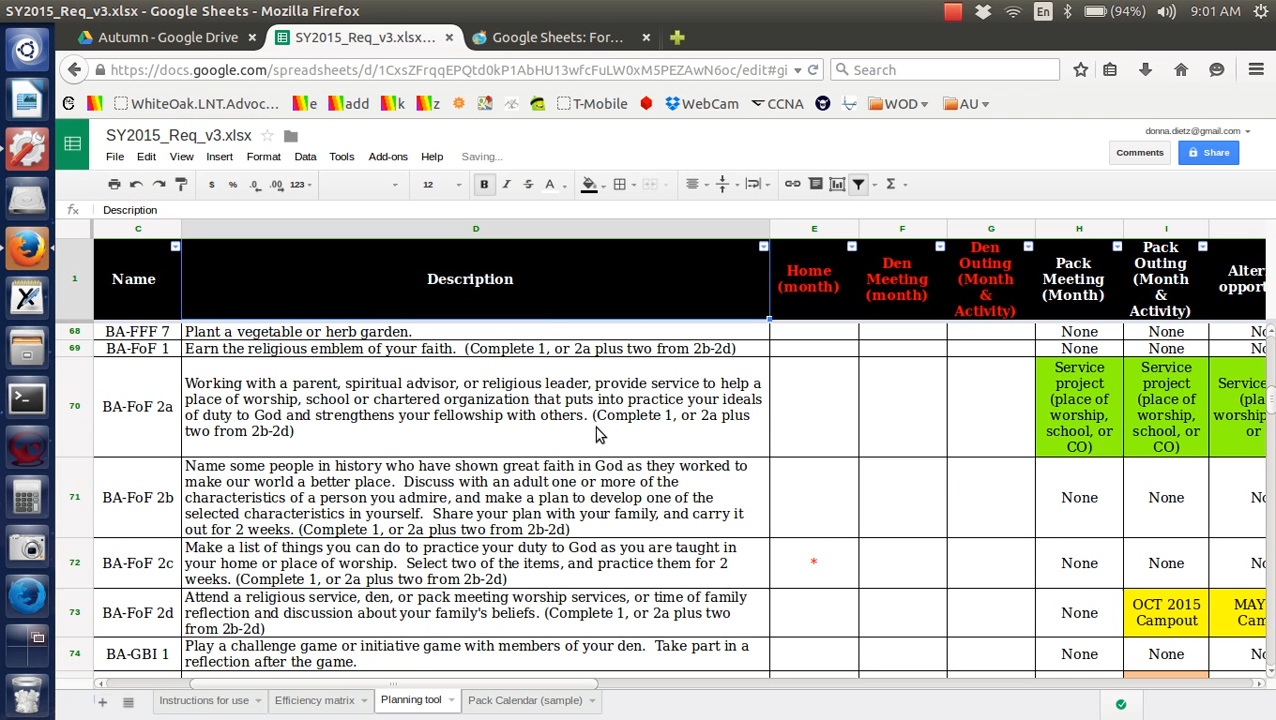 SY2015_Req_v3.xlsx - Google Sheets - Mozilla Firefox
En
(94%)
9:01 AM
Autumn - Google Drive
SY2015_Req_v3.xlsx...
Google Sheets: For...
https://docs.google.com/spreadsheets/d/1CxsZFrqqEPQtd0kP1AbHU13wfcFuLW0xM5PEZAwN6oc/edit#gi
Search
WhiteOak.LNT.Advoc...
e
add
k
z
T-Mobile
WebCam
CCNA
WOD
AU
SY2015_Req_v3.xlsx
donna.dietz@gmail.com
File Edit View Insert Format Data Tools Add-ons Help Saving...
Comments
Share
$ % .0 .00 123 12 B I S A Σ
fx Description
C D E F G H I
1
Name
Description
Home
(month)
Den
Meeting
(month)
Den
Outing
(Month
&
Activity)
Pack
Meeting
(Month)
Pack
Outing
(Month
&
Activity)
68 BA-FFF 7 Plant a vegetable or herb garden. None None
69 BA-FoF 1 Earn the religious emblem of your faith. (Complete 1, or 2a plus two from 2b-2d) None None
70 BA-FoF 2a
Working with a parent, spiritual advisor, or religious leader, provide service to help a
place of worship, school or chartered organization that puts into practice your ideals
of duty to God and strengthens your fellowship with others. (Complete 1, or 2a plus
two from 2b-2d)
Service
project
(place of
worship,
school, or
CO)
Service
project
(place of
worship,
school, or
CO)
Service
(pla
worship
or
71 BA-FoF 2b
Name some people in history who have shown great faith in God as they worked to
make our world a better place. Discuss with an adult one or more of the
characteristics of a person you admire, and make a plan to develop one of the
selected characteristics in yourself. Share your plan with your family, and carry it
out for 2 weeks. (Complete 1, or 2a plus two from 2b-2d)
None None
72 BA-FoF 2c
Make a list of things you can do to practice your duty to God as you are taught in
your home or place of worship. Select two of the items, and practice them for 2
weeks. (Complete 1, or 2a plus two from 2b-2d)
* None None
73 BA-FoF 2d
Attend a religious service, den, or pack meeting worship services, or time of family
reflection and discussion about your family's beliefs. (Complete 1, or 2a plus two
from 2b-2d)
None
OCT 2015
Campout
MAY
Cam
74 BA-GBI 1
Play a challenge game or initiative game with members of your den. Take part in a
reflection after the game.
None None
Instructions for use
Efficiency matrix
Planning tool
Pack Calendar (sample)